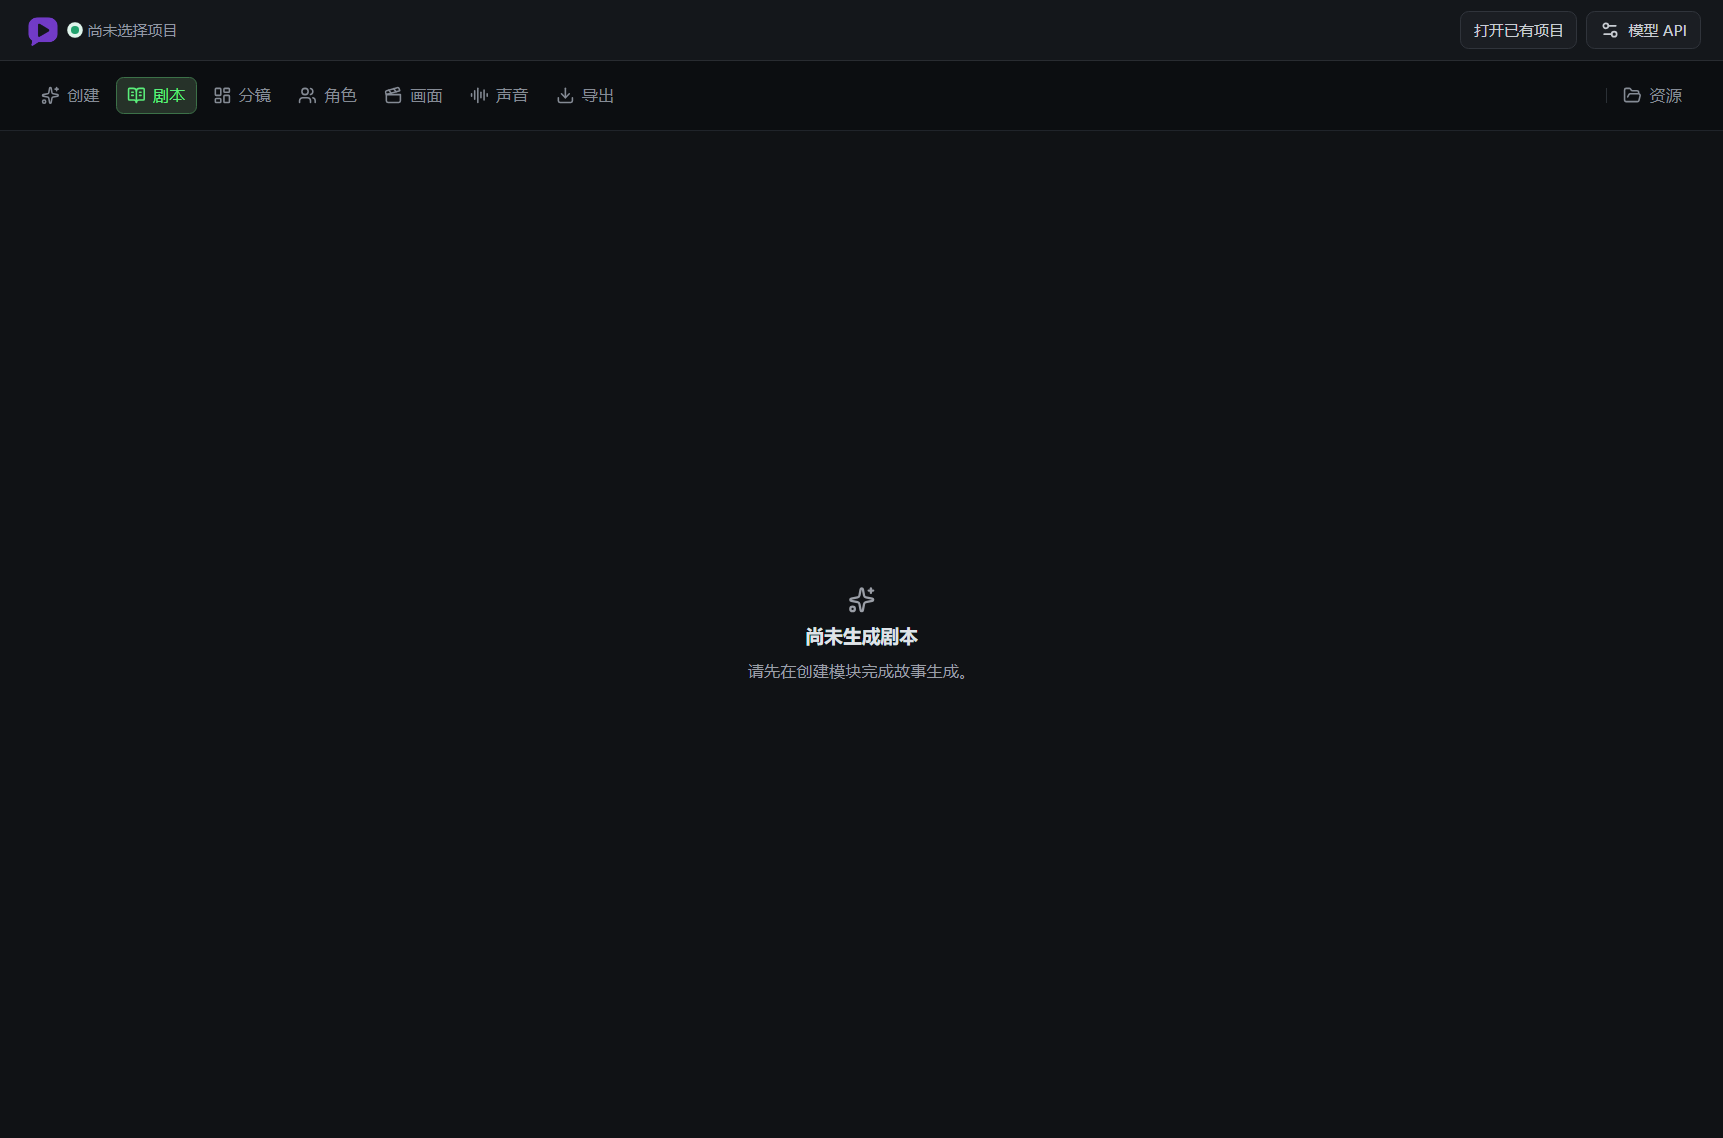 尚未选择项目
打开已有项目
模型 API
创建
剧本
分镜
角色
画面
声音
导出
资源
尚未生成剧本
请先在创建模块完成故事生成。